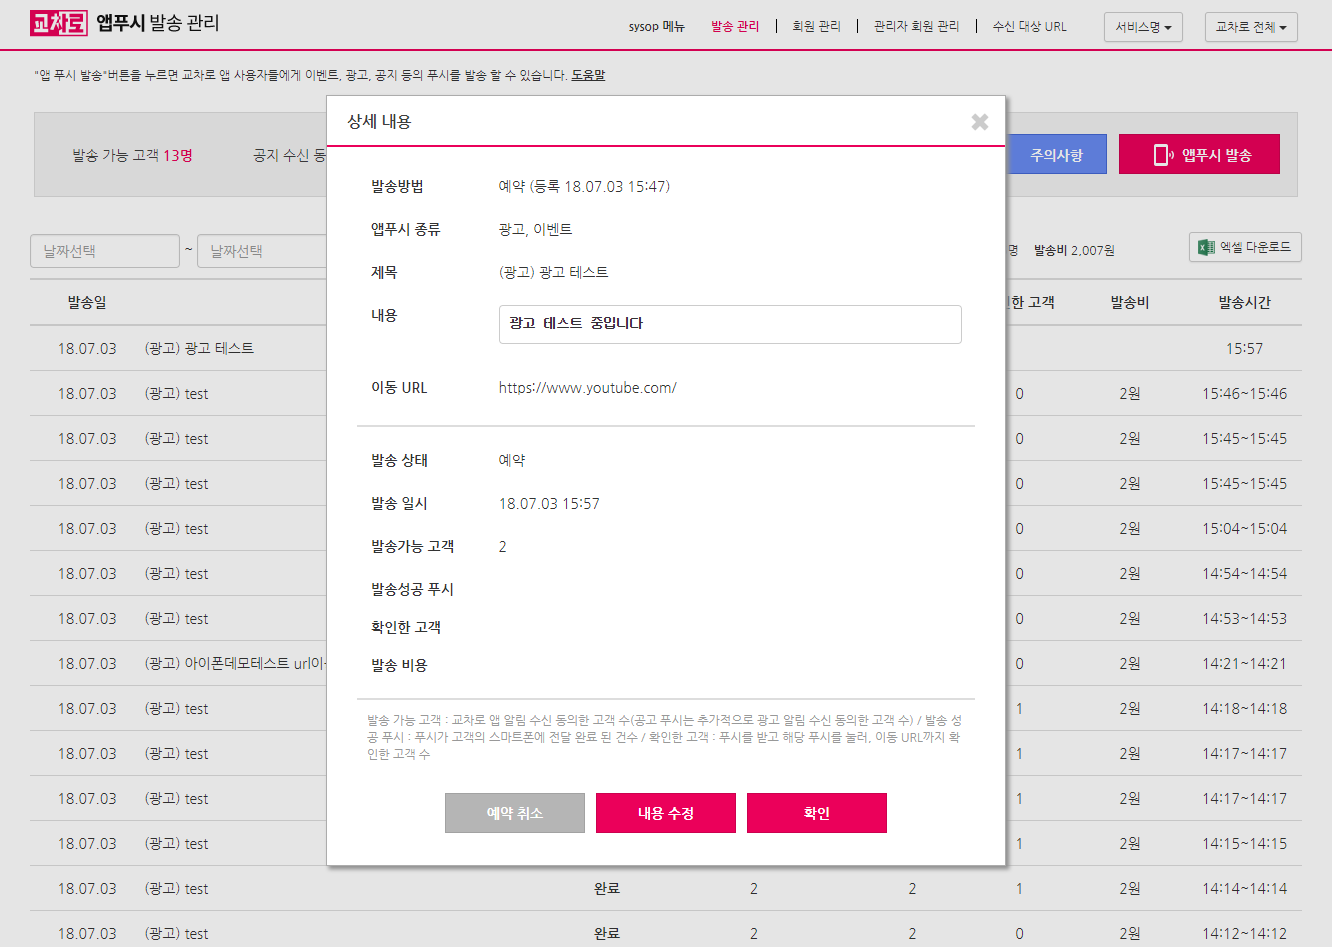 교차로 앱푸시 발송 관리
sysop 메뉴 발송 관리 회원 관리 관리자 회원 관리 수신 대상 URL 서비스명 교차로 전체
"앱 푸시 발송"버튼을 누르면 교차로 앱 사용자들에게 이벤트, 광고, 공지 등의 푸시를 발송 할 수 있습니다. 도움말
발송 가능 고객 13명 공지 수신 동
주의사항 앱푸시 발송
날짜선택 ~ 날짜선택
명 발송비 2,007원 엑셀 다운로드
발송일 한 고객 발송비 발송시간
18.07.03 (광고) 광고 테스트 15:57
18.07.03 (광고) test 0 2원 15:46~15:46
18.07.03 (광고) test 0 2원 15:45~15:45
18.07.03 (광고) test 0 2원 15:45~15:45
18.07.03 (광고) test 0 2원 15:04~15:04
18.07.03 (광고) test 0 2원 14:54~14:54
18.07.03 (광고) test 0 2원 14:53~14:53
18.07.03 (광고) 아이폰데모테스트 url이 0 2원 14:21~14:21
18.07.03 (광고) test 1 2원 14:18~14:18
18.07.03 (광고) test 1 2원 14:17~14:17
18.07.03 (광고) test 1 2원 14:17~14:17
18.07.03 (광고) test 1 2원 14:15~14:15
18.07.03 (광고) test 완료 2 2 1 2원 14:14~14:14
18.07.03 (광고) test 완료 2 2 0 2원 14:12~14:12
상세 내용
발송방법 예약 (등록 18.07.03 15:47)
앱푸시 종류 광고, 이벤트
제목 (광고) 광고 테스트
내용 광고 테스트 중입니다
이동 URL https://www.youtube.com/
발송 상태 예약
발송 일시 18.07.03 15:57
발송가능 고객 2
발송성공 푸시
확인한 고객
발송 비용
발송 가능 고객 : 교차로 앱 알림 수신 동의한 고객 수(공고 푸시는 추가적으로 광고 알림 수신 동의한 고객 수) / 발송 성
공 푸시 : 푸시가 고객의 스마트폰에 전달 완료 된 건수 / 확인한 고객 : 푸시를 받고 해당 푸시를 눌러, 이동 URL까지 확
인한 고객 수
예약 취소 내용 수정 확인